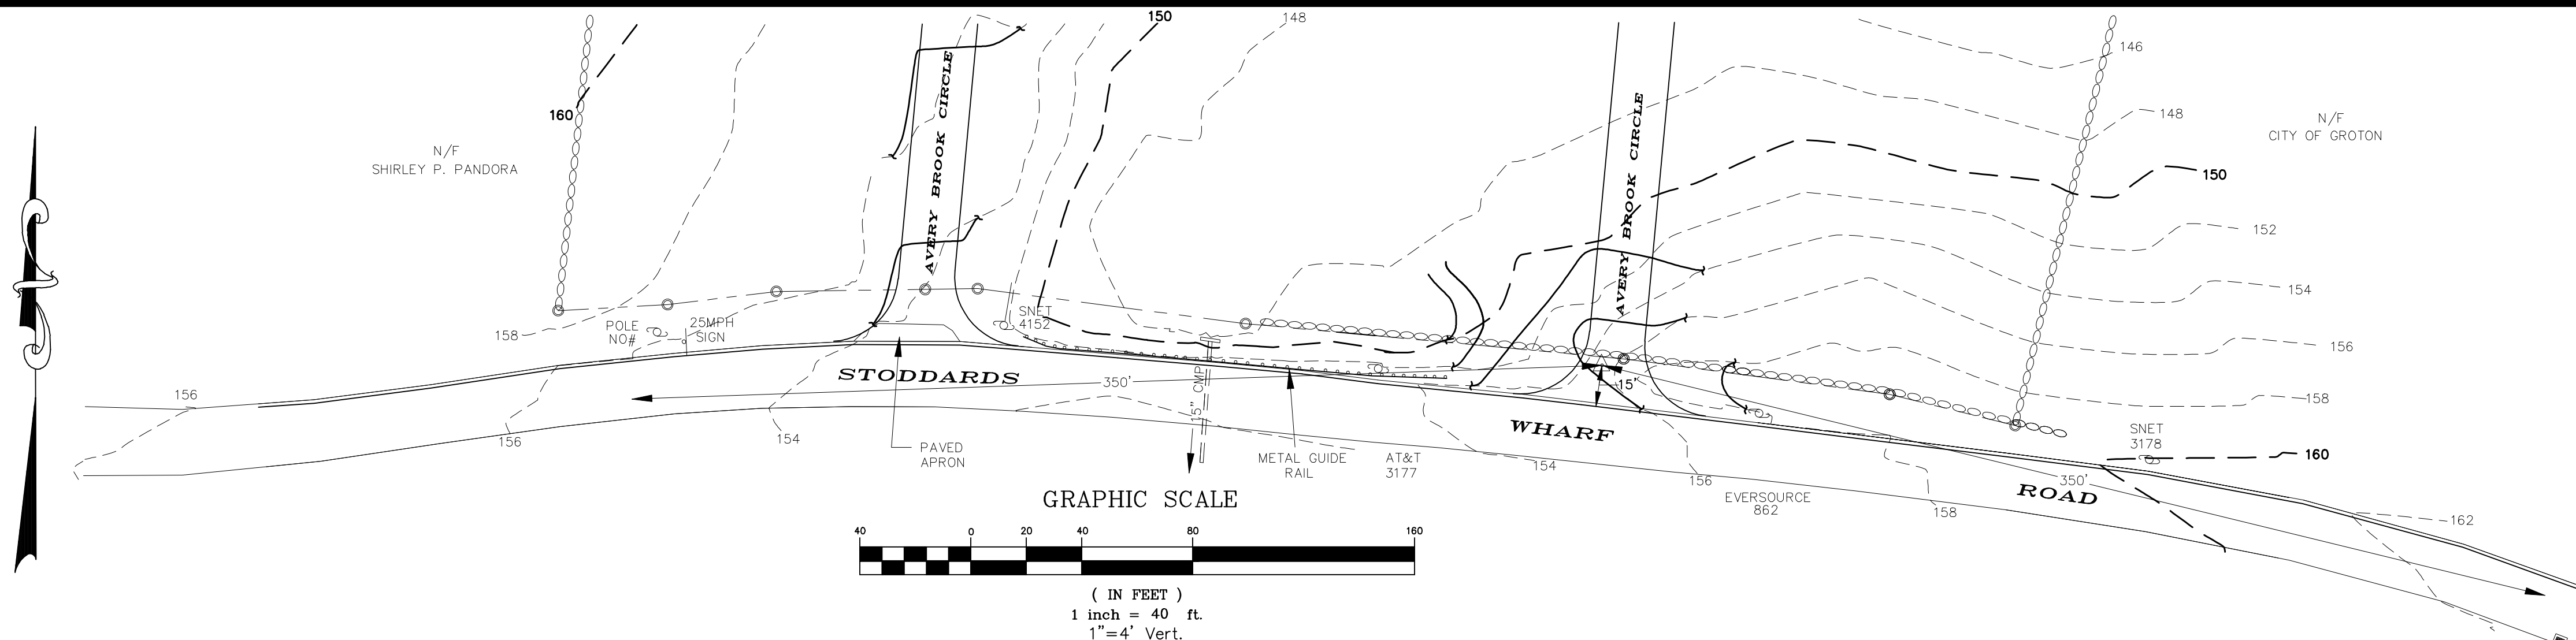 150
148
146
160
148
N/F
SHIRLEY P. PANDORA
AVERY BROOK CIRCLE
AVERY BROOK CIRCLE
N/F
CITY OF GROTON
150
152
154
156
158
158
POLE
NO#
25MPH
SIGN
SNET
4152
156
STODDARDS
350'
15" CMP
15'
WHARF
156
154
PAVED
APRON
METAL GUIDE
RAIL
AT&T
3177
154
156
EVERSOURCE
862
158
SNET
3178
160
350'
ROAD
162
GRAPHIC SCALE
40
0
20
40
80
160
( IN FEET )
1 inch = 40 ft.
1"=4' Vert.